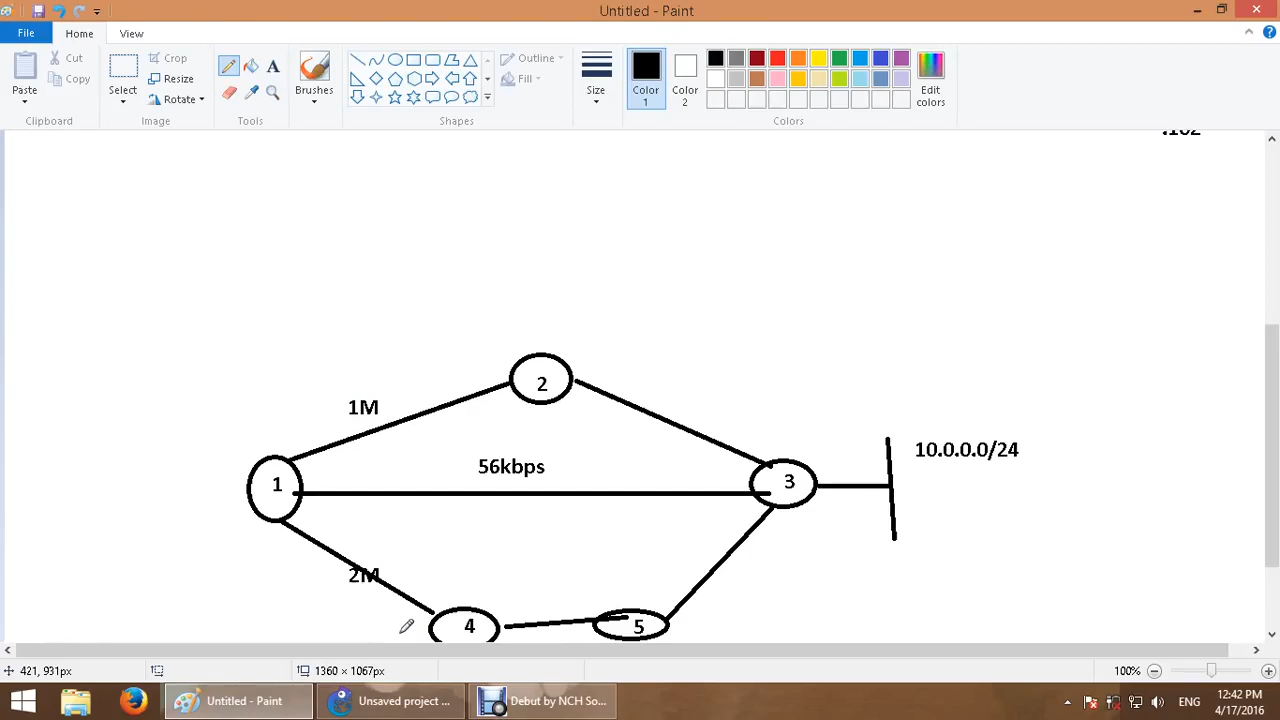 Untitled - Paint
File
Home
View
Paste
Cut
Copy
Clipboard
Select
Crop
Resize
Rotate
Image
A
Tools
Brushes
Outline
Fill
Shapes
Size
Color 1
Color 2
Edit colors
Colors
.102
2
1M
56kbps
10.0.0.0/24
1
3
2M
4
5
421, 931px
1360 × 1067px
100%
Untitled - Paint
Unsaved project ...
Debut by NCH So...
ENG
12:42 PM
4/17/2016